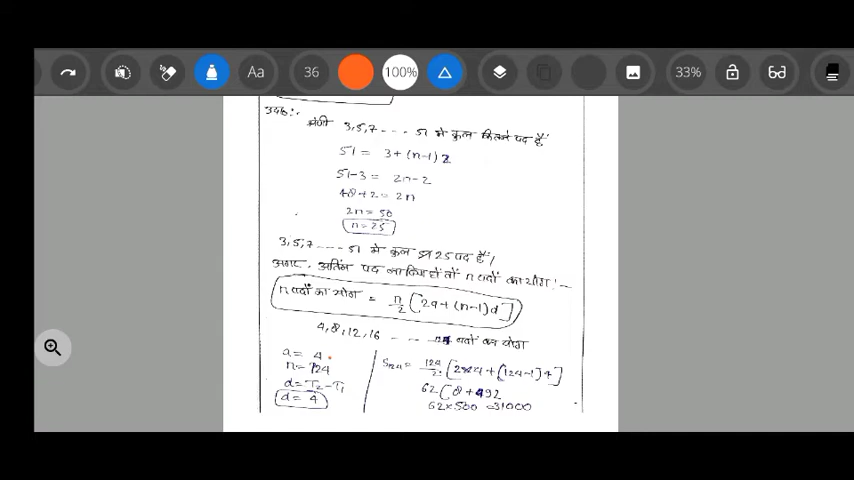 Aa 36 100% 33%
उदा०:-
श्रेणी 3,5,7 - - - 51 मे कुल कितने पद हैं
51 = 3+(n-1)2
51-3 = 2n-2
48+2 = 2n
2n = 50
n=25
3,5,7 ---- 51 मे कुल 25 पद हैं/
अगर अंतिम पद ना दिया हो तो n पदों का योग:-
n पदों का योग = n/2 [2a+(n-1)d]
4,8,12,16 - - - पदों का योग
a = 4
n = 124
d = T2-T1
d = 4
S124 = 124/2 [2×4+(124-1)4]
62[8+492
62×500 =31000